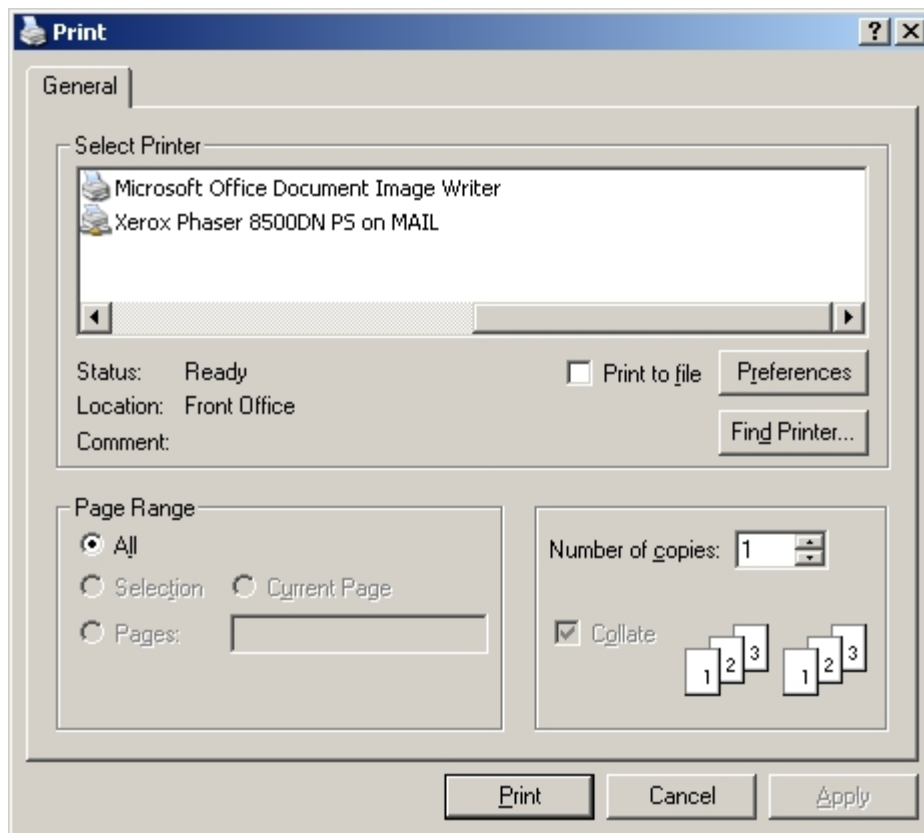 Print
General
Select Printer
Microsoft Office Document Image Writer
Xerox Phaser 8500DN PS on MAIL
Status: Ready
Print to file
Preferences
Location: Front Office
Comment:
Find Printer...
Page Range
All
Selection
Current Page
Pages:
Number of copies: 1
Collate
1 2 3 1 2 3
Print
Cancel
Apply